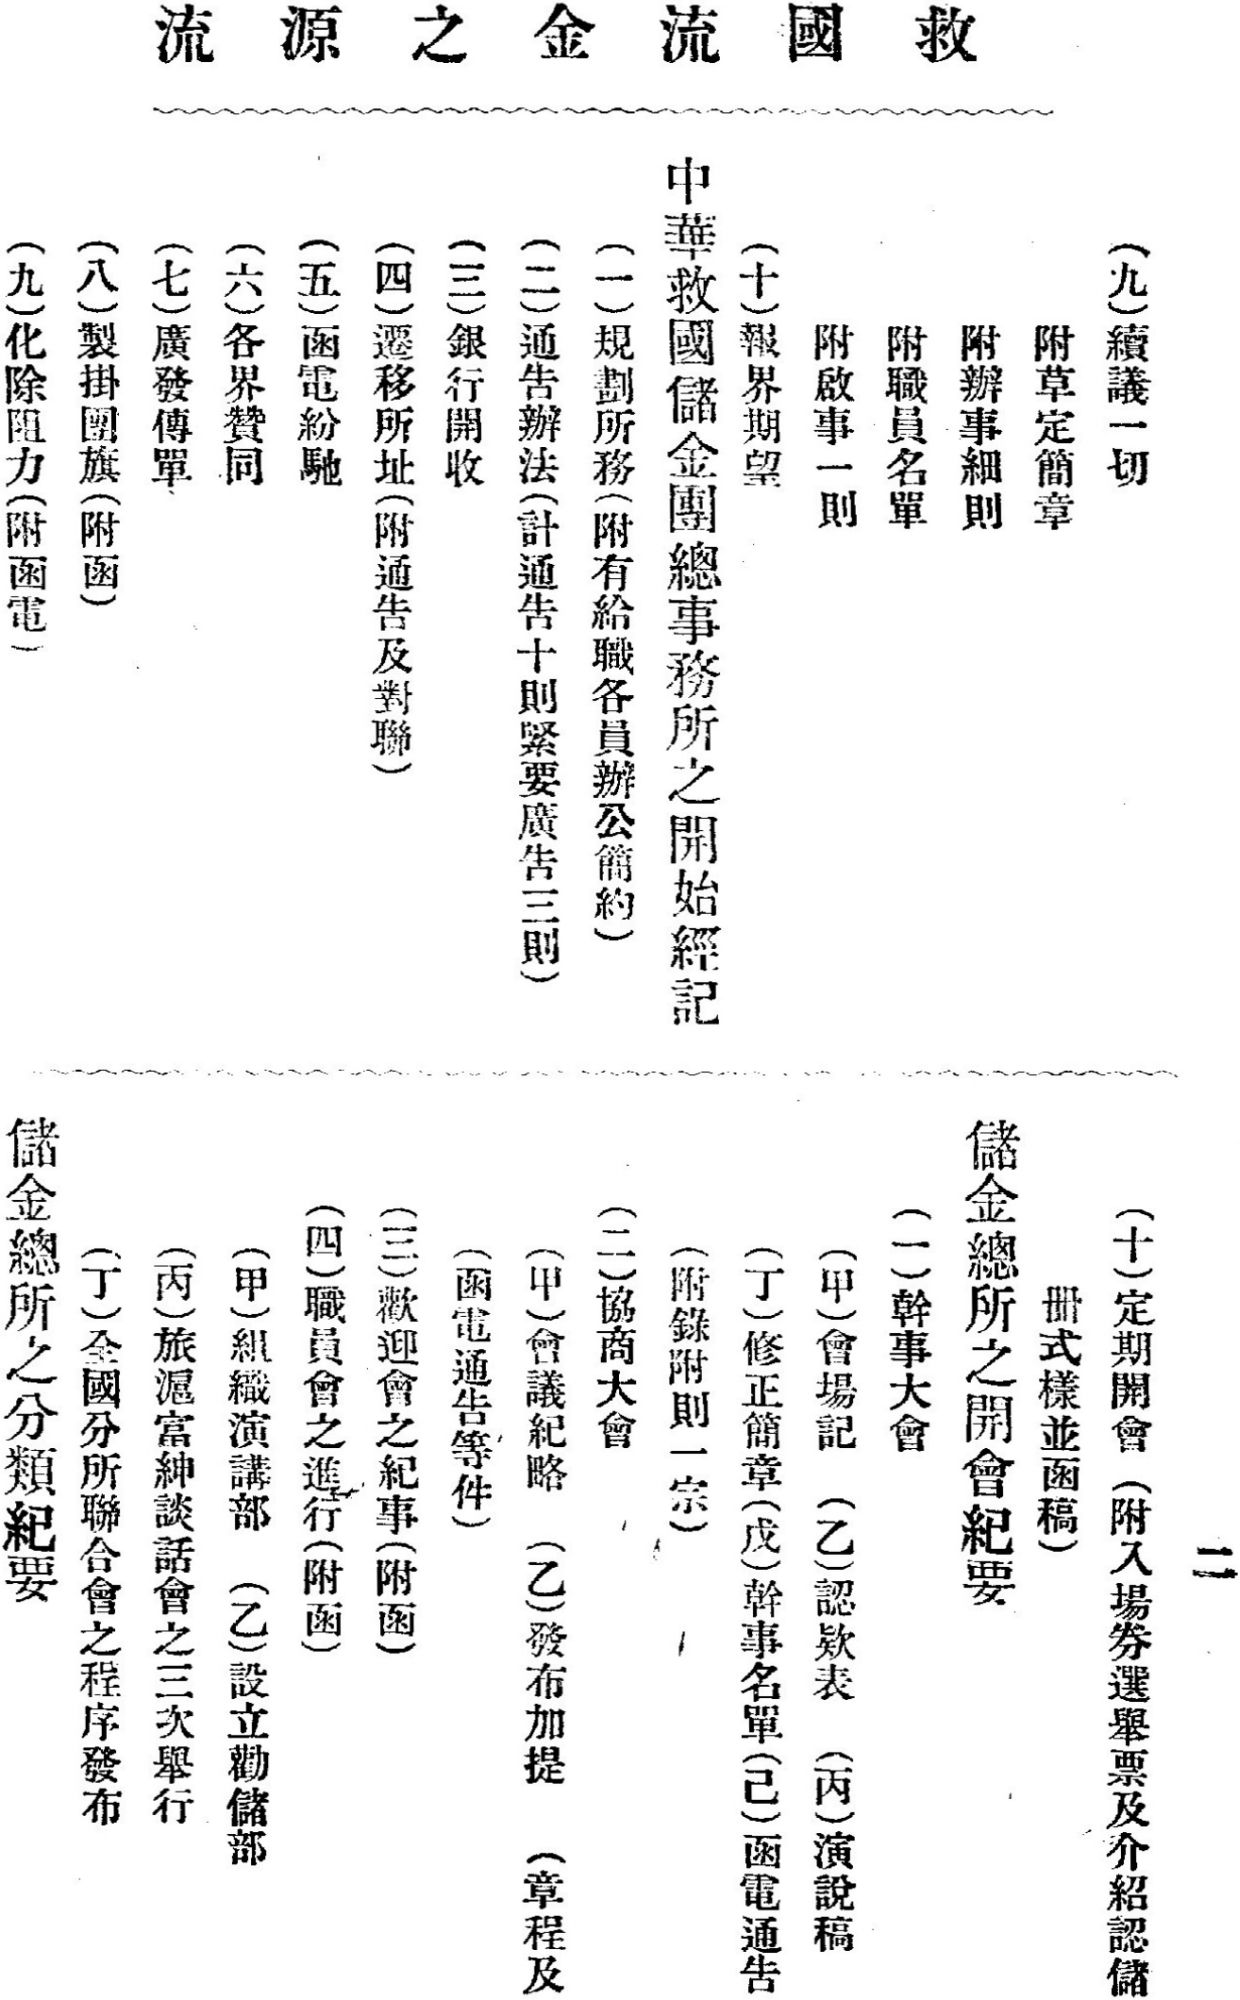 救國流金之源流
(九)續議一切
附草定簡章
附辦事細則
附職員名單
附啟事一則
(十)報界期望
中華救國儲金團總事務所之開始經記
(一)規劃所務(附有給職各員辦公簡約)
(二)通告辦法(計通告十則緊要廣告三則)
(三)銀行開收
(四)遷移所址(附通告及對聯)
(五)函電紛馳
(六)各界贊同
(七)廣發傳單
(八)製掛團旗(附函)
(九)化除阻力(附函電)
二
(十)定期開會 (附入場券選舉票及介紹認儲
冊式樣並函稿)
儲金總所之開會紀要
(一)幹事大會
(甲)會場記 (乙)認欵表 (丙)演說稿
(丁)修正簡章(戊)幹事名單(己)函電通告
(附錄附則一宗)
(二)協商大會
(甲)會議紀略 (乙)發布加提 (章程及
(函電通告等件)
(三)歡迎會之紀事(附函)
(四)職員會之進行(附函)
(甲)組織演講部 (乙)設立勸儲部
(丙)旅滬富紳談話會之三次舉行
(丁)全國分所聯合會之程序發布
儲金總所之分類紀要